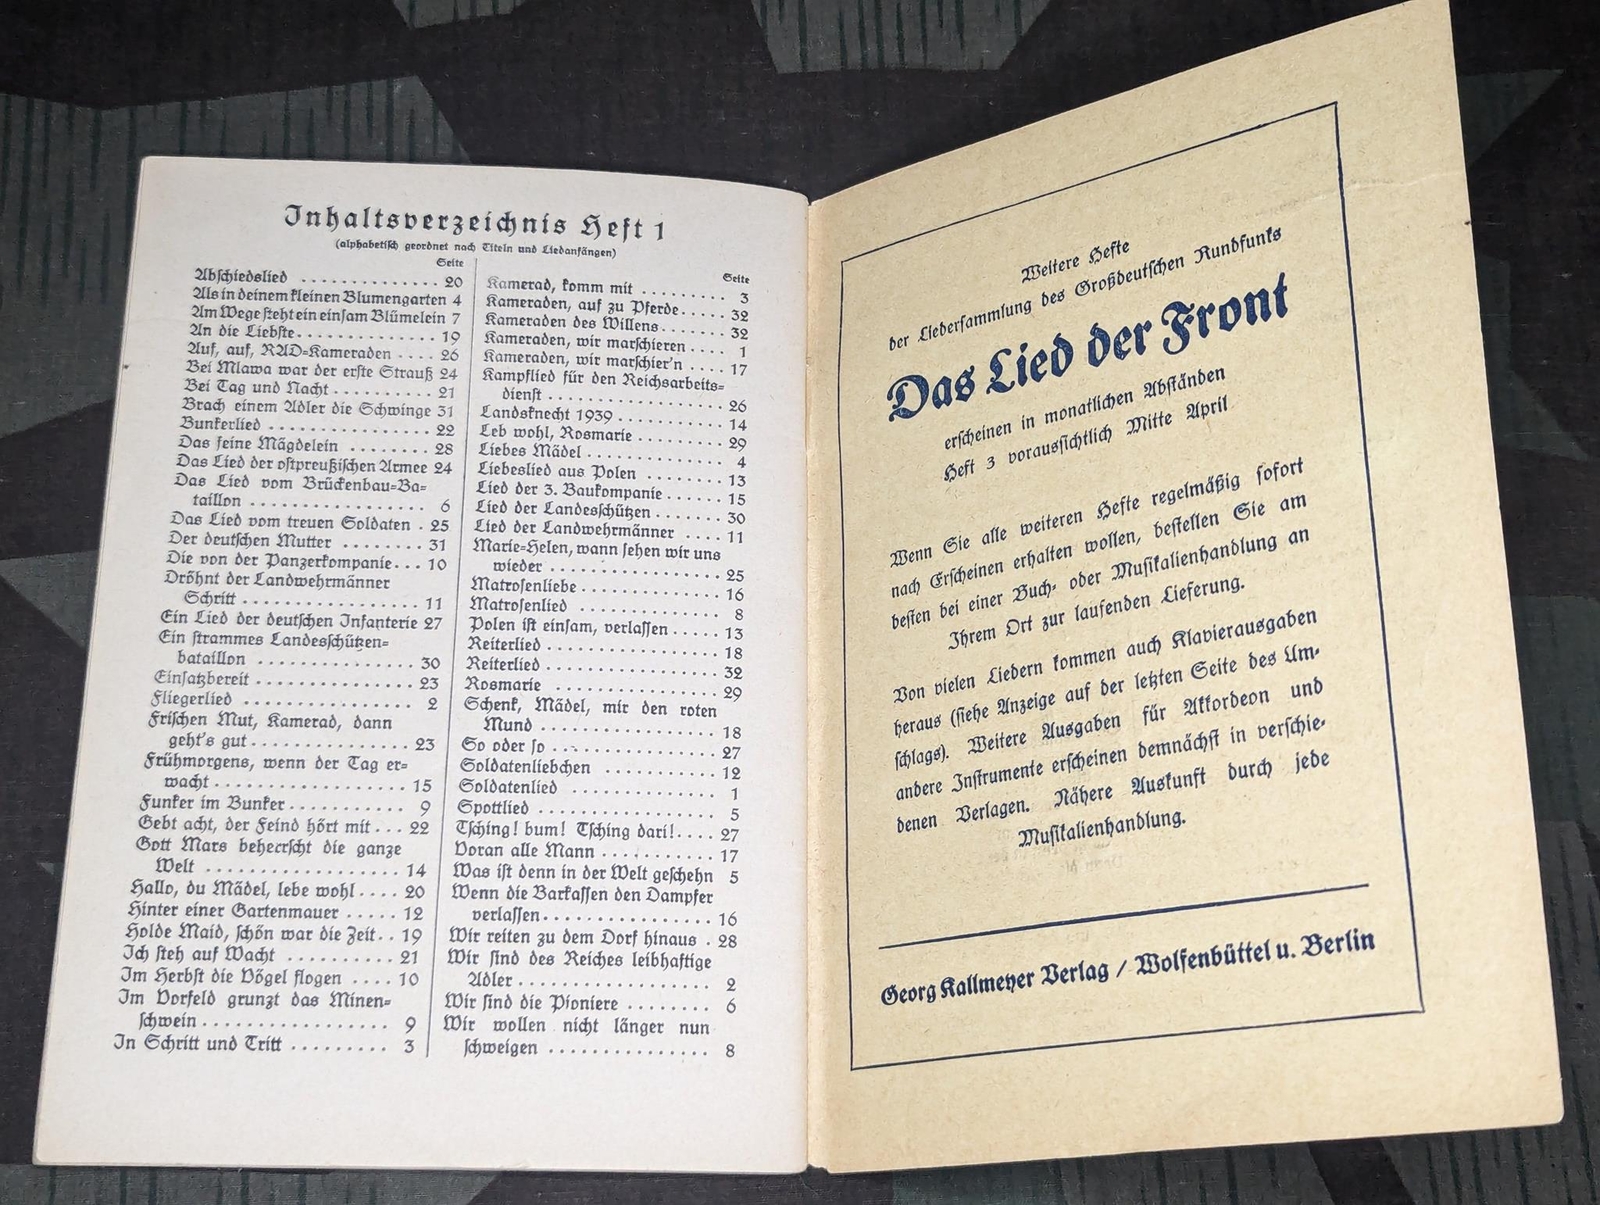 Inhaltsverzeichnis Heft 1
(alphabetisch geordnet nach Titeln und Liedanfängen)
Seite
Abschiedslied .................. 20
Als in deinem kleinen Blumengarten 4
Am Wege steht ein einsam Blümelein 7
An die Liebste................... 19
Auf, auf, RAD-Kameraden .... 26
Bei Mlawa war der erste Strauß 24
Bei Tag und Nacht.............. 21
Brach einem Adler die Schwinge 31
Bunkerlied ...................... 22
Das feine Mägdelein ........... 28
Das Lied der ostpreußischen Armee 24
Das Lied vom Brückenbau-Ba-
taillon ....................... 6
Das Lied vom treuen Soldaten . 25
Der deutschen Mutter ........ 31
Die von der Panzerkompanie... 10
Dröhnt der Landwehrmänner
Schritt ....................... 11
Ein Lied der deutschen Infanterie 27
Ein strammes Landesschützen-
bataillon ..................... 30
Einsatzbereit .................... 23
Fliegerlied ...................... 2
Frischen Mut, Kamerad, dann
geht's gut..................... 23
Frühmorgens, wenn der Tag er-
wacht ......................... 15
Funker im Bunker .............. 9
Gebt acht, der Feind hört mit... 22
Gott Mars beherrscht die ganze
Welt .......................... 14
Hallo, du Mädel, lebe wohl.... 20
Hinter einer Gartenmauer ..... 12
Holde Maid, schön war die Zeit.. 19
Ich steh auf Wacht ............ 21
Im Herbst die Vögel flogen .... 10
Im Vorfeld grunzt das Minen-
schwein ....................... 9
In Schritt und Tritt ......... 3
Seite
Kamerad, komm mit ......... 3
Kameraden, auf zu Pferde..... 32
Kameraden des Willens........ 32
Kameraden, wir marschieren .... 1
Kameraden, wir marschier'n .... 17
Kampflied für den Reichsarbeits-
dienst ........................ 26
Landsknecht 1939 .............. 14
Leb wohl, Rosmarie ........... 29
Liebes Mädel ................... 4
Liebeslied aus Polen .......... 13
Lied der 3. Baukompanie ...... 15
Lied der Landesschützen ....... 30
Lied der Landwehrmänner ..... 11
Marie-Helen, wann sehen wir uns
wieder ........................ 25
Matrosenliebe ................... 16
Matrosenlied .................... 8
Polen ist einsam, verlassen..... 13
Reiterlied ....................... 18
Reiterlied ....................... 32
Rosmarie ....................... 29
Schenk, Mädel, mir den roten
Mund ......................... 18
So oder so ...................... 27
Soldatenliebchen ............... 12
Soldatenlied .................... 1
Spottlied ........................ 5
Tsching! bum! Tsching dari!.... 27
Voran alle Mann ............... 17
Was ist denn in der Welt geschehn 5
Wenn die Barkassen den Dampfer
verlassen...................... 16
Wir reiten zu dem Dorf hinaus . 28
Wir sind des Reiches leibhaftige
Adler ......................... 2
Wir sind die Pioniere .......... 6
Wir wollen nicht länger nun
schweigen ..................... 8
Weitere Hefte
der Liedersammlung des Großdeutschen Rundfunks
Das Lied der Front
erscheinen in monatlichen Abständen
Heft 3 voraussichtlich Mitte April
Wenn Sie alle weiteren Hefte regelmäßig sofort
nach Erscheinen erhalten wollen, bestellen Sie am
besten bei einer Buch- oder Musikalienhandlung an
Ihrem Ort zur laufenden Lieferung.
Von vielen Liedern kommen auch Klavierausgaben
heraus (siehe Anzeige auf der letzten Seite des Um-
schlags). Weitere Ausgaben für Akkordeon und
andere Instrumente erscheinen demnächst in verschie-
denen Verlagen. Nähere Auskunft durch jede
Musikalienhandlung.
Georg Kallmeyer Verlag / Wolfenbüttel u. Berlin